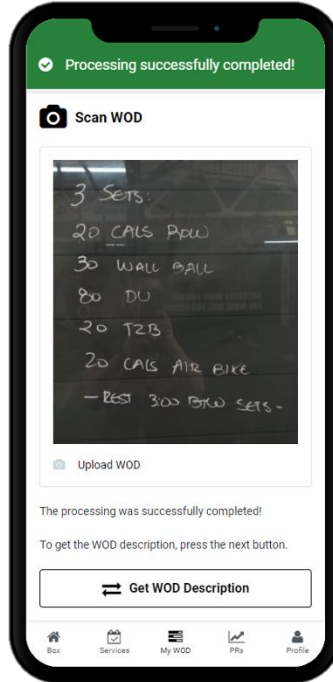 Processing successfully completed!
Scan WOD
3 SETS:
20 CALS ROW
30 WALL BALL
80 DU
20 T2B
20 CALS AIR BIKE
- REST 3:00 BTW SETS -
Upload WOD
The processing was successfully completed!
To get the WOD description, press the next button.
Get WOD Description
Box Services My WOD PRs Profile